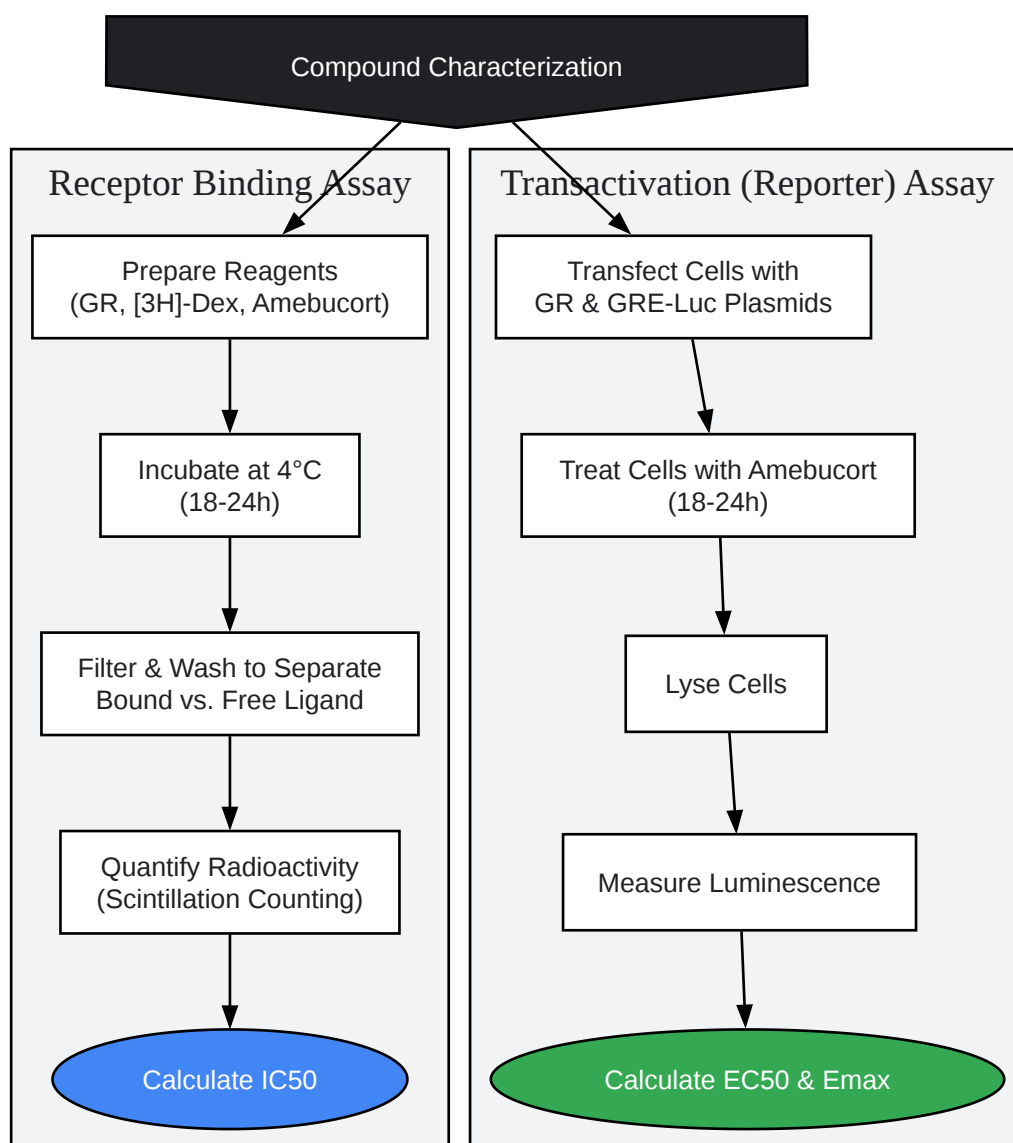 Compound Characterization
Receptor Binding Assay
Prepare Reagents
(GR, [3H]-Dex, Amebucort)
Incubate at 4°C
(18-24h)
Filter & Wash to Separate
Bound vs. Free Ligand
Quantify Radioactivity
(Scintillation Counting)
Calculate IC50
Transactivation (Reporter) Assay
Transfect Cells with
GR & GRE-Luc Plasmids
Treat Cells with Amebucort
(18-24h)
Lyse Cells
Measure Luminescence
Calculate EC50 & Emax